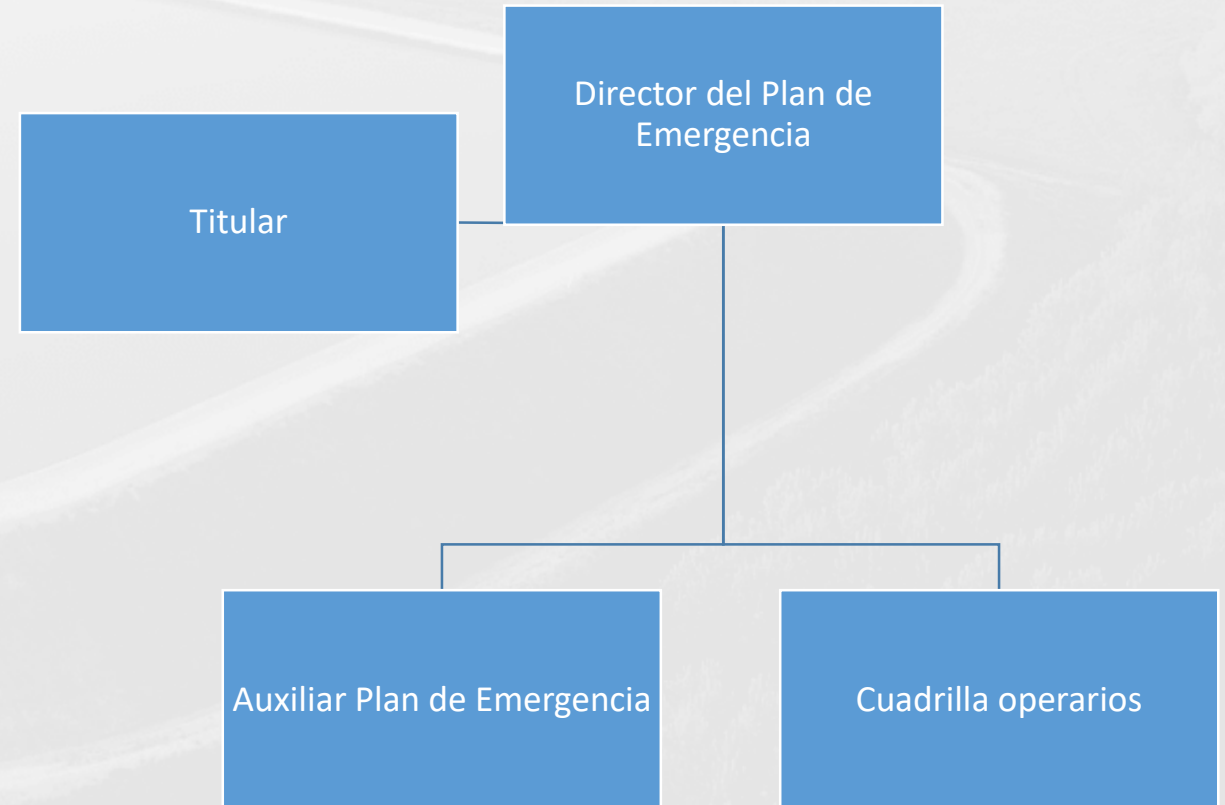 Director del Plan de
Emergencia
Titular
Auxiliar Plan de Emergencia
Cuadrilla operarios